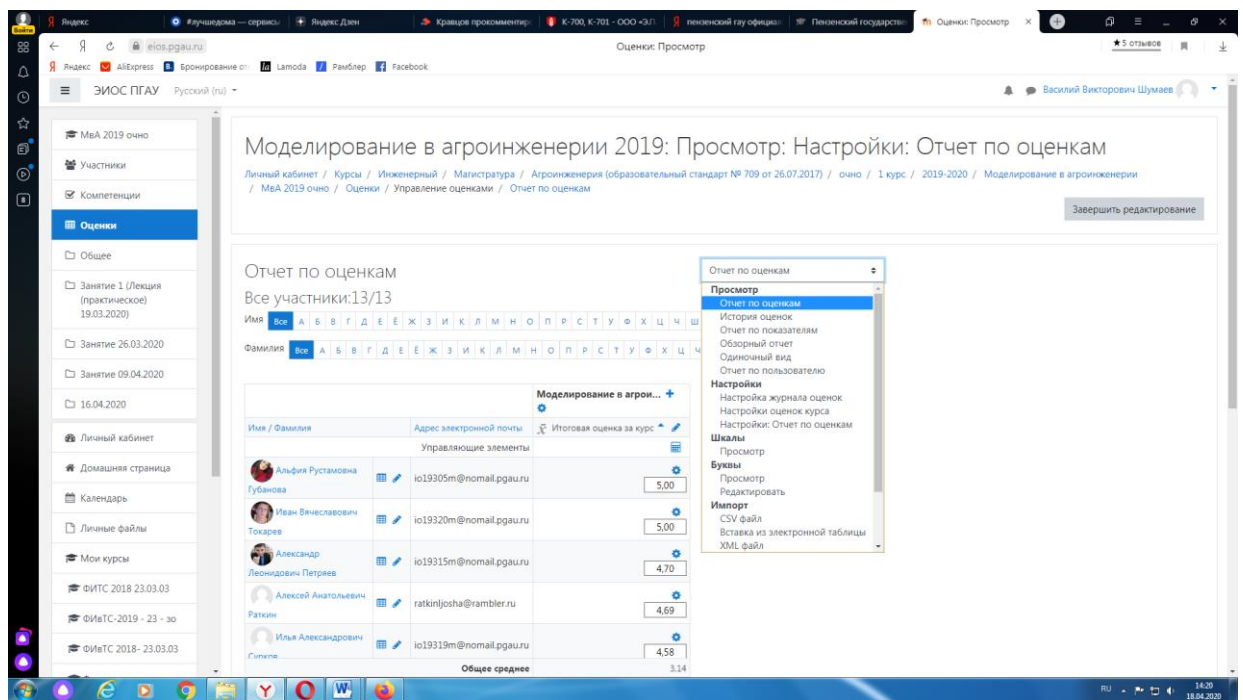 Войти
Яндекс
#лучшедома — сервисы
Яндекс Дзен
Кравцов прокомментиро
К-700, К-701 - ООО «Э.Л
пензенский гау официал
Пензенский государстве
Оценки: Просмотр
eios.pgau.ru
Оценки: Просмотр
★ 5 отзывов
Яндекс AliExpress Бронирование от Lamoda Рамблер Facebook
ЭИОС ПГАУ Русский (ru)
Василий Викторович Шумаев
МвА 2019 очно
Участники
Компетенции
Оценки
Общее
Занятие 1 (Лекция
(практическое)
19.03.2020)
Занятие 26.03.2020
Занятие 09.04.2020
16.04.2020
Личный кабинет
Домашняя страница
Календарь
Личные файлы
Мои курсы
ФИТС 2018 23.03.03
ФИвТС-2019 - 23 - зо
ФИвТС 2018- 23.03.03
Моделирование в агроинженерии 2019: Просмотр: Настройки: Отчет по оценкам
Личный кабинет / Курсы / Инженерный / Магистратура / Агроинженерия (образовательный стандарт № 709 от 26.07.2017) / очно / 1 курс / 2019-2020 / Моделирование в агроинженерии
/ МвА 2019 очно / Оценки / Управление оценками / Отчет по оценкам
Завершить редактирование
Отчет по оценкам
Все участники:13/13
Имя Все А Б В Г Д Е Ё Ж З И К Л М Н О П Р С Т У Ф Х Ц Ч Ш
Фамилия Все А Б В Г Д Е Ё Ж З И К Л М Н О П Р С Т У Ф Х Ц Ч
Моделирование в агрои...
Имя / Фамилия Адрес электронной почты Итоговая оценка за курс
Управляющие элементы
Альфия Рустамовна
Губанова
io19305m@nomail.pgau.ru
5,00
Иван Вячеславович
Токарев
io19320m@nomail.pgau.ru
5,00
Александр
Леонидович Петряев
io19315m@nomail.pgau.ru
4,70
Алексей Анатольевич
Раткин
ratkinljosha@rambler.ru
4,69
Илья Александрович
Сурков
io19319m@nomail.pgau.ru
4,58
Общее среднее 3,14
Отчет по оценкам
Просмотр
Отчет по оценкам
История оценок
Отчет по показателям
Обзорный отчет
Одиночный вид
Отчет по пользователю
Настройки
Настройка журнала оценок
Настройки оценок курса
Настройки: Отчет по оценкам
Шкалы
Просмотр
Буквы
Просмотр
Редактировать
Импорт
CSV файл
Вставка из электронной таблицы
XML файл
RU
14:20
18.04.2020